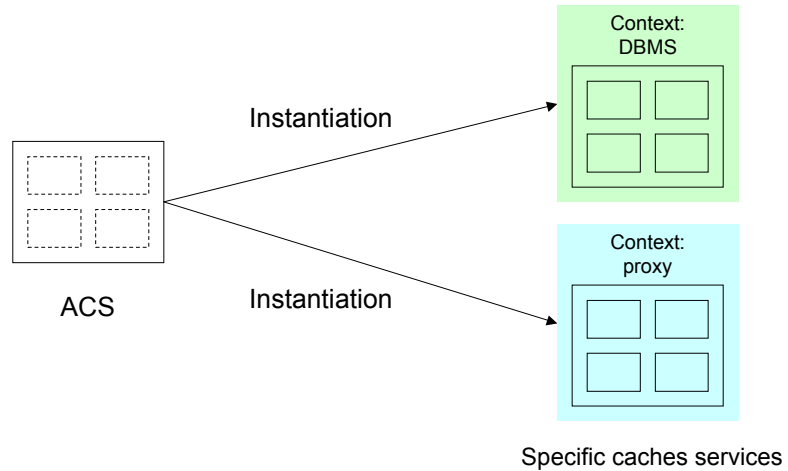 Context:
DBMS
Instantiation
ACS
Instantiation
Context:
proxy
Specific caches services